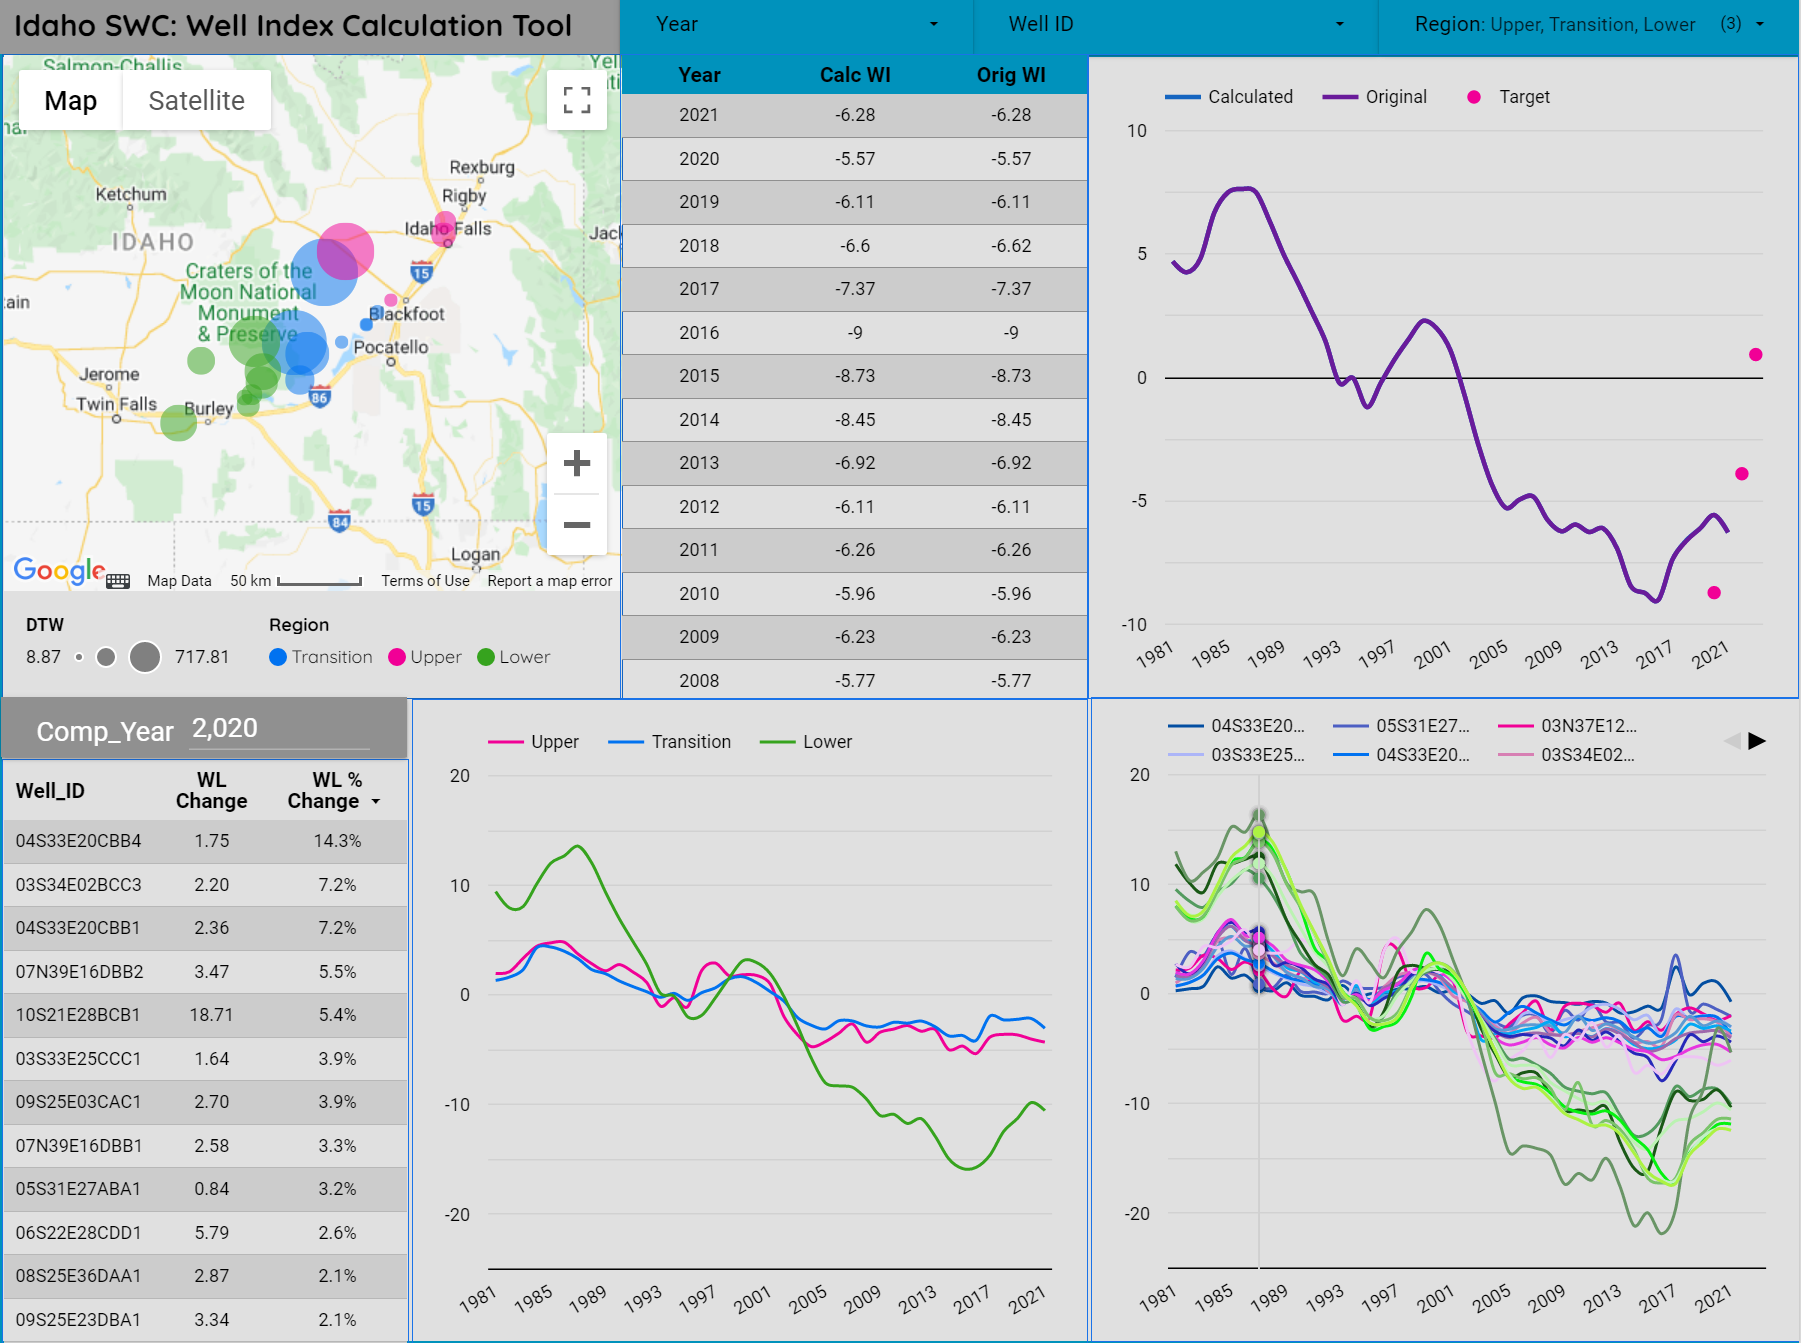 Idaho SWC: Well Index Calculation Tool
Year
Well ID
Region: Upper, Transition, Lower (3)
Salmon-Challis
Map
Satellite
Rexburg
Rigby
Ketchum
Idaho Falls
IDAHO
Craters of the
Moon National
Monument
& Preserve
15
Blackfoot
Pocatello
Jerome
Twin Falls
Burley
86
15
84
Logan
Google
Map Data
50 km
Terms of Use
Report a map error
DTW
8.87
717.81
Region
Transition
Upper
Lower
Year Calc WI Orig WI
2021 -6.28 -6.28
2020 -5.57 -5.57
2019 -6.11 -6.11
2018 -6.6 -6.62
2017 -7.37 -7.37
2016 -9 -9
2015 -8.73 -8.73
2014 -8.45 -8.45
2013 -6.92 -6.92
2012 -6.11 -6.11
2011 -6.26 -6.26
2010 -5.96 -5.96
2009 -6.23 -6.23
2008 -5.77 -5.77
Calculated Original Target
10
5
0
-5
-10
1981 1985 1989 1993 1997 2001 2005 2009 2013 2017 2021
Comp_Year 2,020
Well_ID WL Change WL % Change
04S33E20CBB4 1.75 14.3%
03S34E02BCC3 2.20 7.2%
04S33E20CBB1 2.36 7.2%
07N39E16DBB2 3.47 5.5%
10S21E28BCB1 18.71 5.4%
03S33E25CCC1 1.64 3.9%
09S25E03CAC1 2.70 3.9%
07N39E16DBB1 2.58 3.3%
05S31E27ABA1 0.84 3.2%
06S22E28CDD1 5.79 2.6%
08S25E36DAA1 2.87 2.1%
09S25E23DBA1 3.34 2.1%
Upper Transition Lower
20
10
0
-10
-20
1981 1985 1989 1993 1997 2001 2005 2009 2013 2017 2021
04S33E20... 05S31E27... 03N37E12...
03S33E25... 04S33E20... 03S34E02...
20
10
0
-10
-20
1981 1985 1989 1993 1997 2001 2005 2009 2013 2017 2021